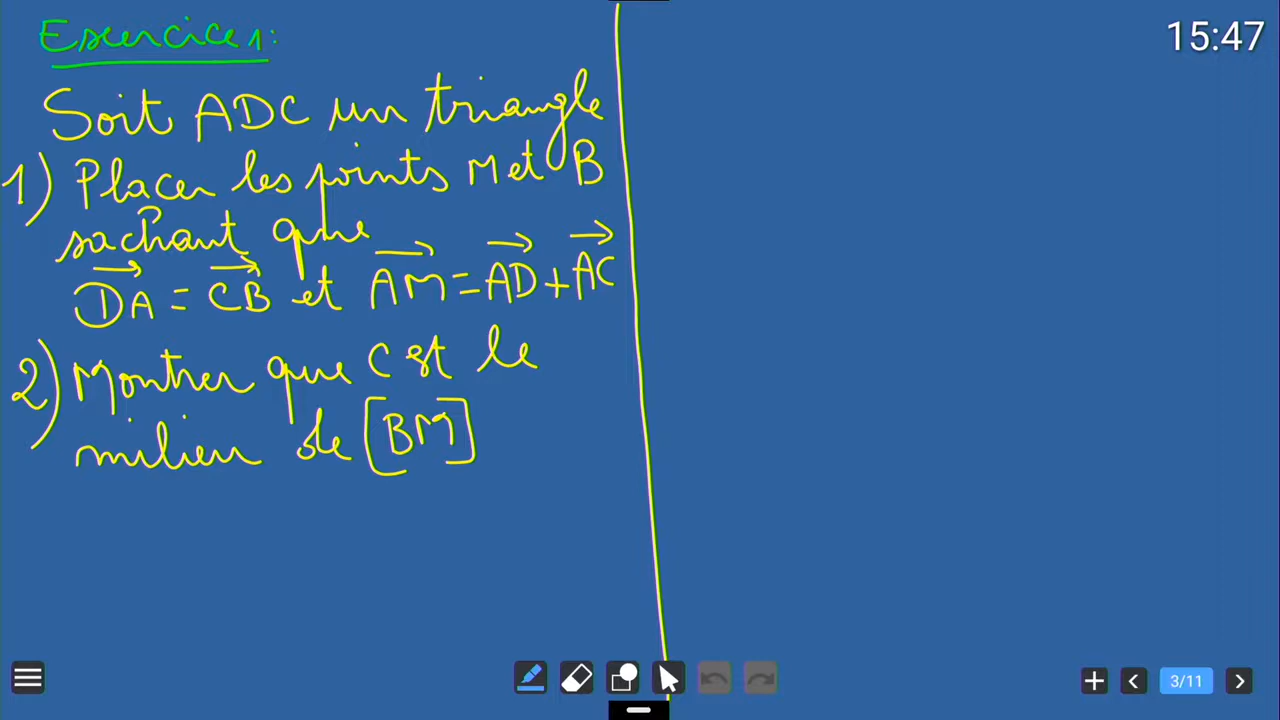 Exercice 1:
15:47
Soit ADC un triangle
1) Placer les points M et B
sachant que
DA = CB et AM = AD + AC
2) Montrer que C est le
milieu de [BM]
3/11